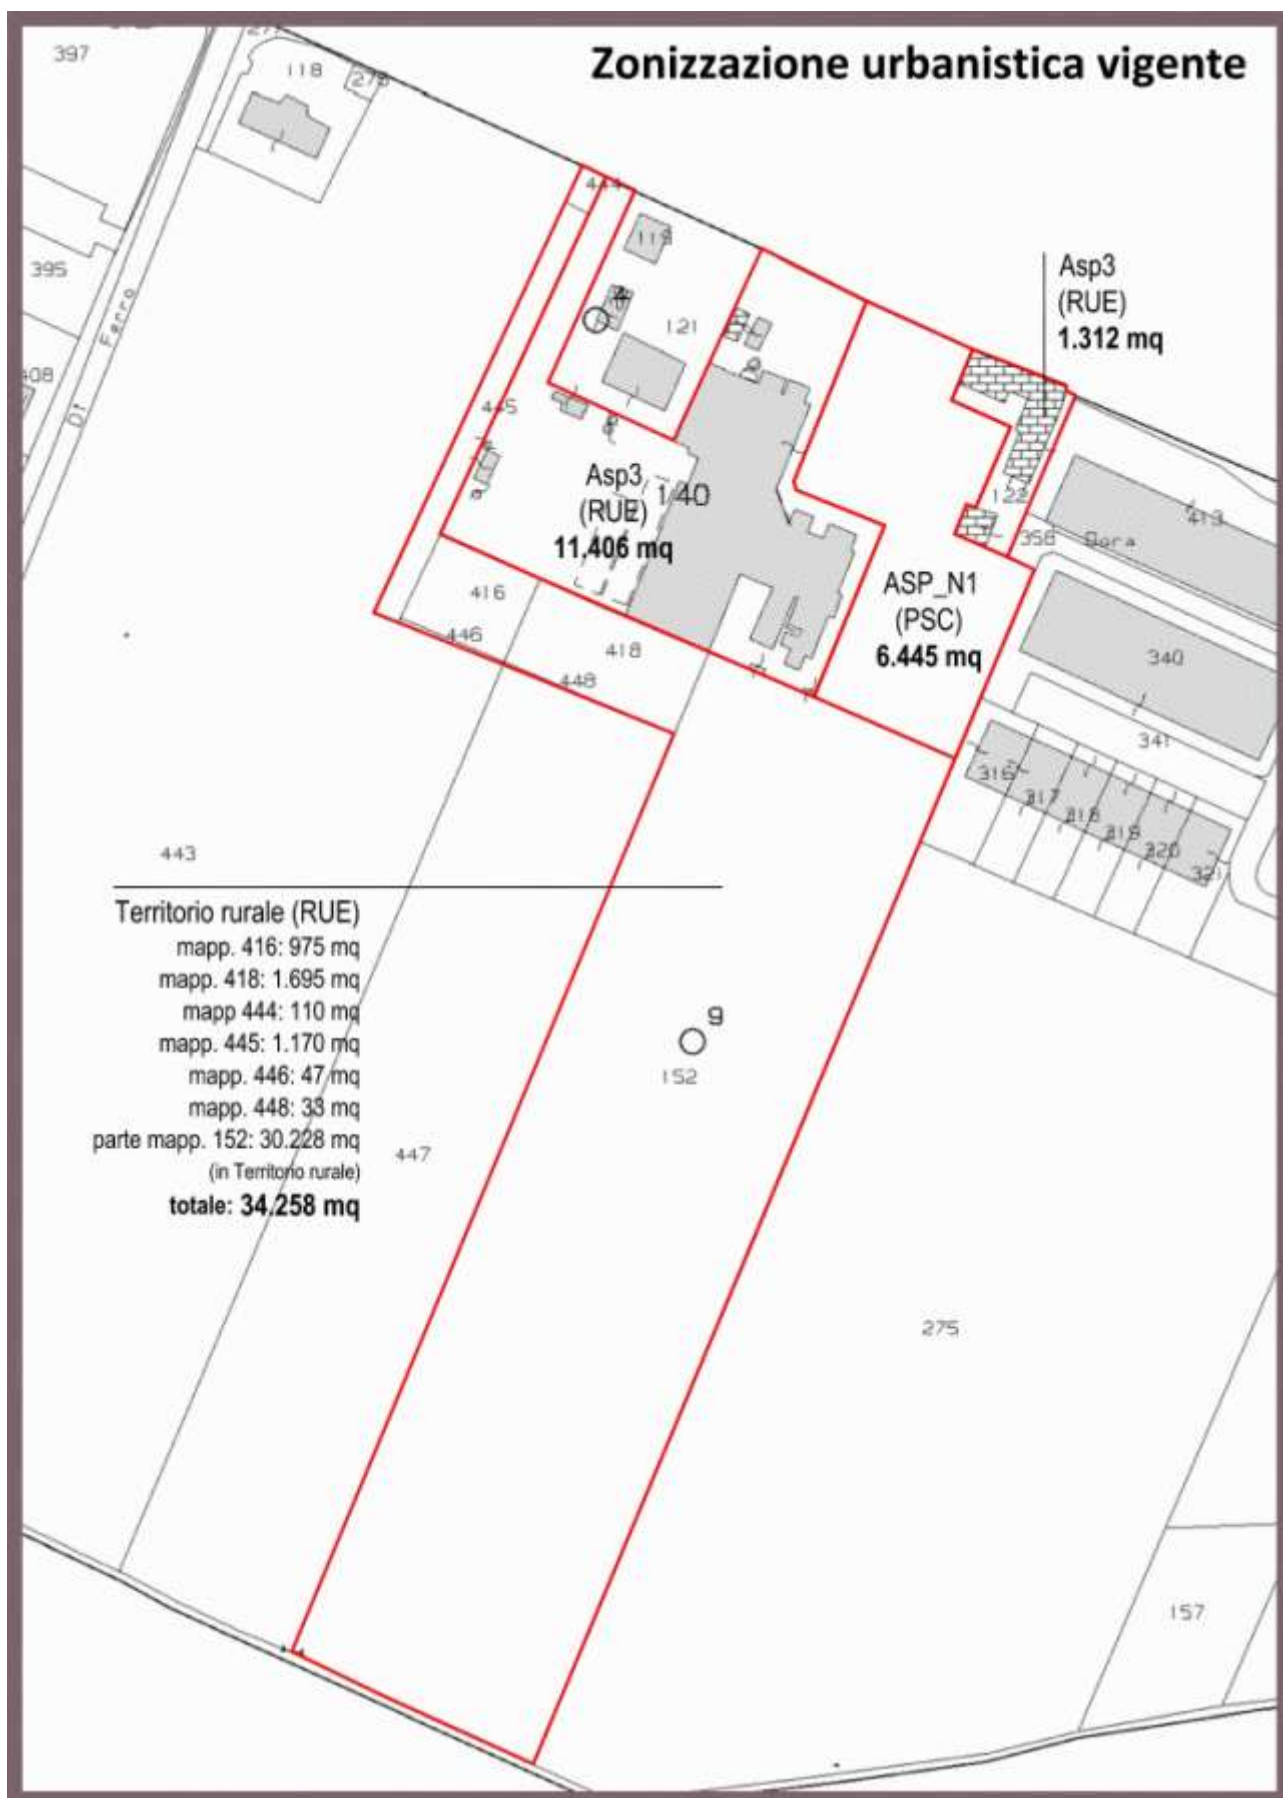 Zonizzazione urbanistica vigente
397
118
278
444
395
119
Asp3
(RUE)
1.312 mq
Ferro
121
408
Di
445
Asp3
(RUE)
11.406 mq
140
122
413
358
Dora
416
446
418
448
ASP_N1
(PSC)
6.445 mq
340
341
316
317
318
319
320
321
443
Territorio rurale (RUE)
mapp. 416: 975 mq
mapp. 418: 1.695 mq
mapp 444: 110 mq
mapp. 445: 1.170 mq
mapp. 446: 47 mq
mapp. 448: 33 mq
parte mapp. 152: 30.228 mq
(in Territorio rurale)
totale: 34.258 mq
9
152
447
275
157